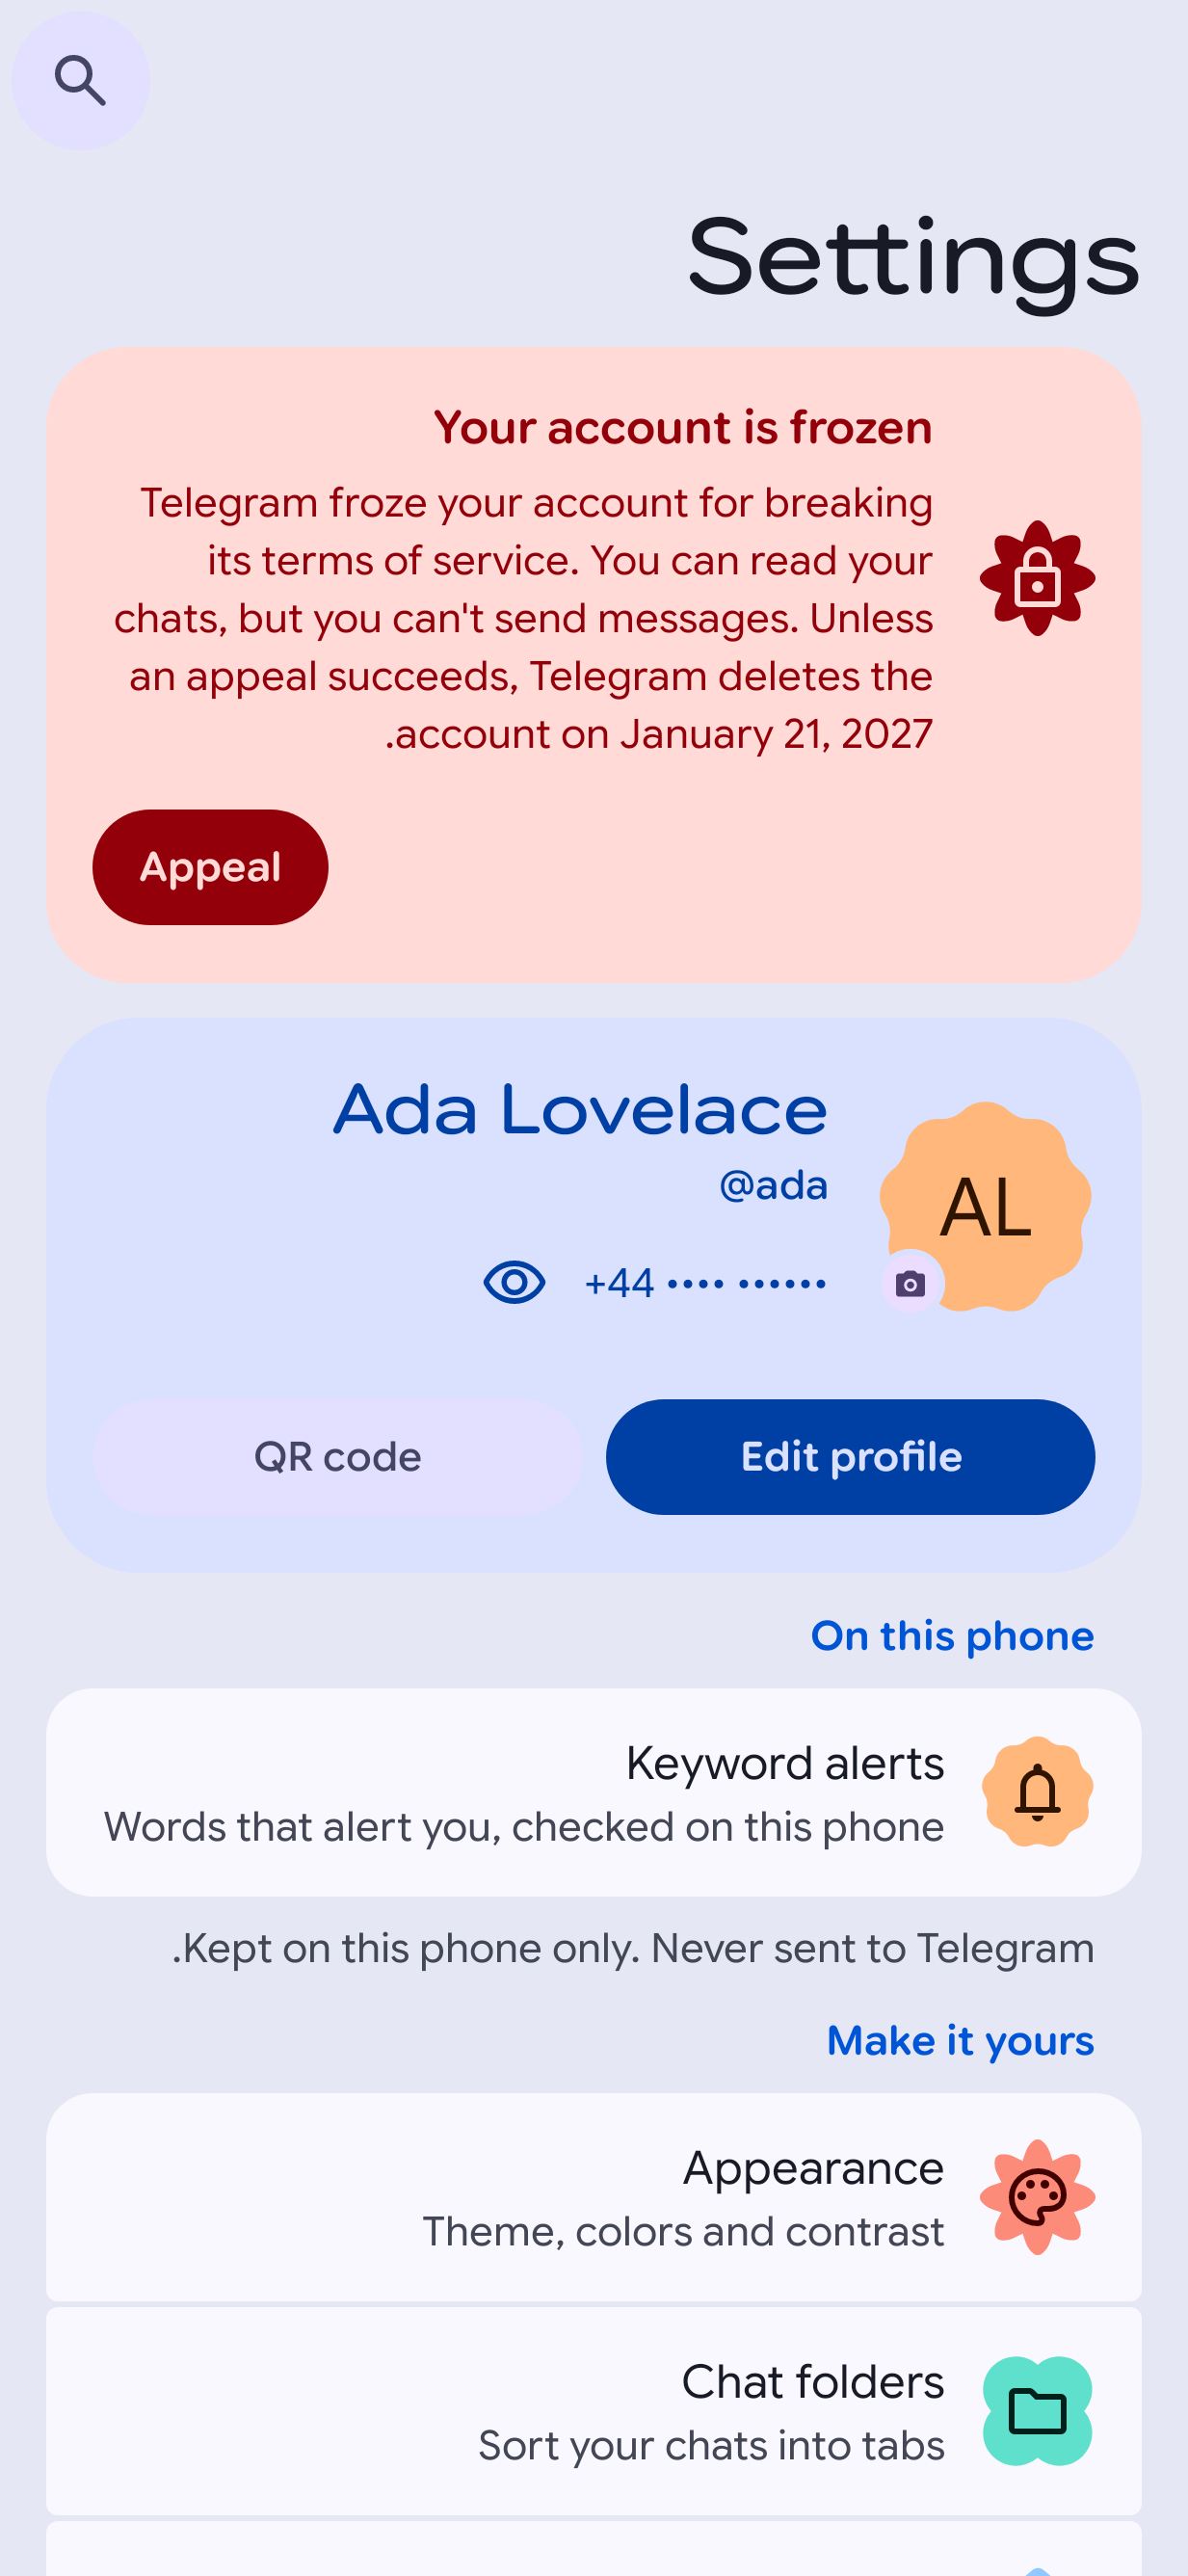 Settings
Your account is frozen
Telegram froze your account for breaking
its terms of service. You can read your
chats, but you can't send messages. Unless
an appeal succeeds, Telegram deletes the
account on January 21, 2027.
Appeal
Ada Lovelace
@ada
+44 •••• ••••••
AL
Edit profile
QR code
On this phone
Keyword alerts
Words that alert you, checked on this phone
Kept on this phone only. Never sent to Telegram.
Make it yours
Appearance
Theme, colors and contrast
Chat folders
Sort your chats into tabs